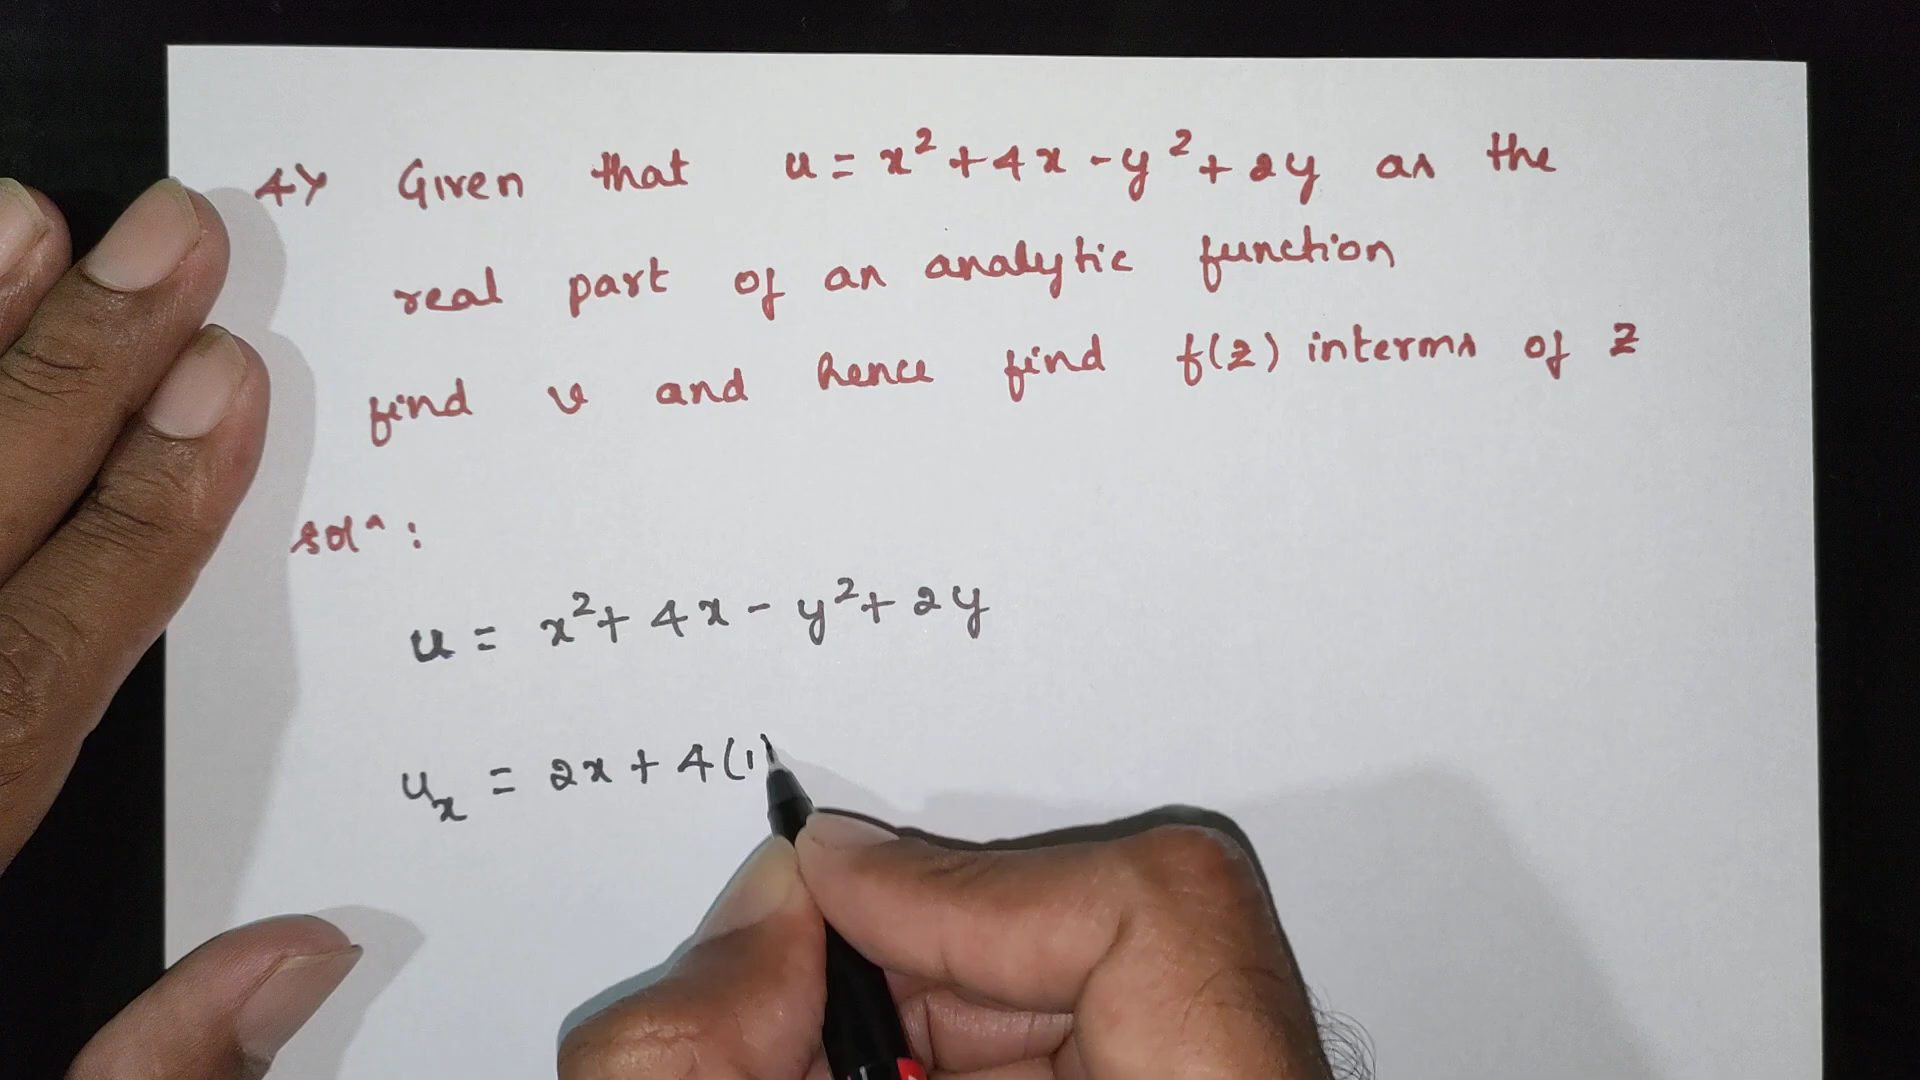 4) Given that u = x² + 4x - y² + 2y as the
real part of an analytic function
find v and hence find f(z) interms of z
solⁿ :
u = x² + 4x - y² + 2y
uₓ = 2x + 4(1)